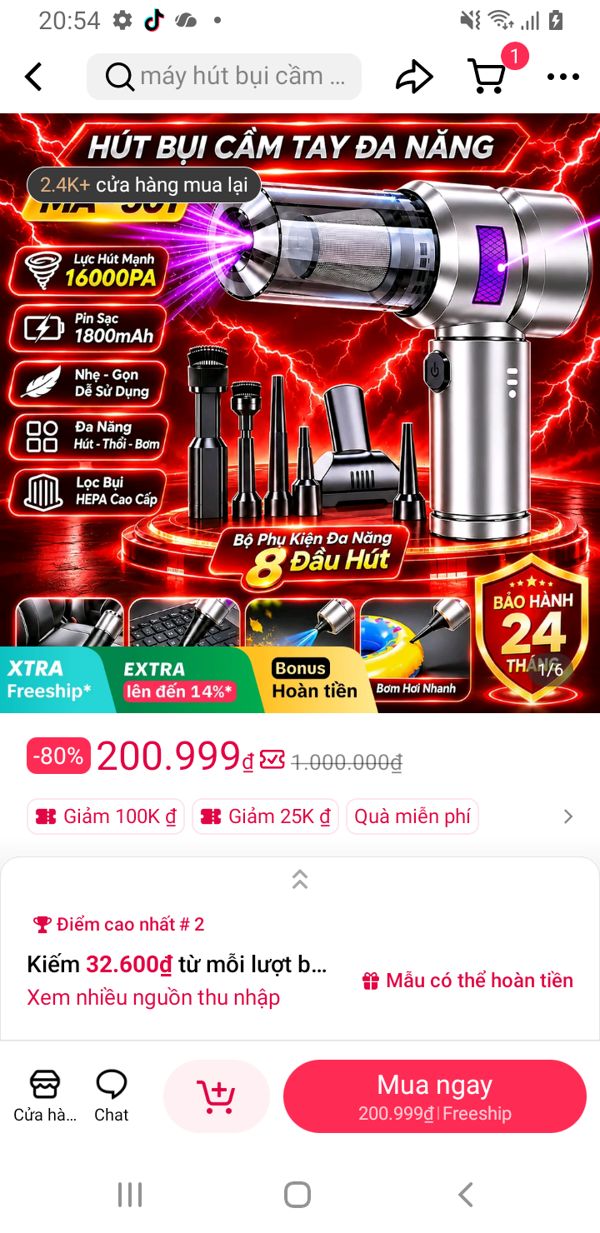 20:54
máy hút bụi cầm ...
1
HÚT BỤI CẦM TAY ĐA NĂNG
2.4K+ cửa hàng mua lại
Lực Hút Mạnh
16000PA
Pin Sạc
1800mAh
Nhẹ - Gọn
Dễ Sử Dụng
Đa Năng
Hút - Thổi - Bơm
Lọc Bụi
HEPA Cao Cấp
Bộ Phụ Kiện Đa Năng
8 Đầu Hút
BẢO HÀNH
24
THÁNG
1/6
XTRA
Freeship*
EXTRA
lên đến 14%*
Bonus
Hoàn tiền
Bơm Hơi Nhanh
-80% 200.999₫ 1.000.000₫
Giảm 100K ₫ Giảm 25K ₫ Quà miễn phí
Điểm cao nhất # 2
Kiếm 32.600₫ từ mỗi lượt b...
Xem nhiều nguồn thu nhập
Mẫu có thể hoàn tiền
Cửa hà...
Chat
Mua ngay
200.999₫ | Freeship